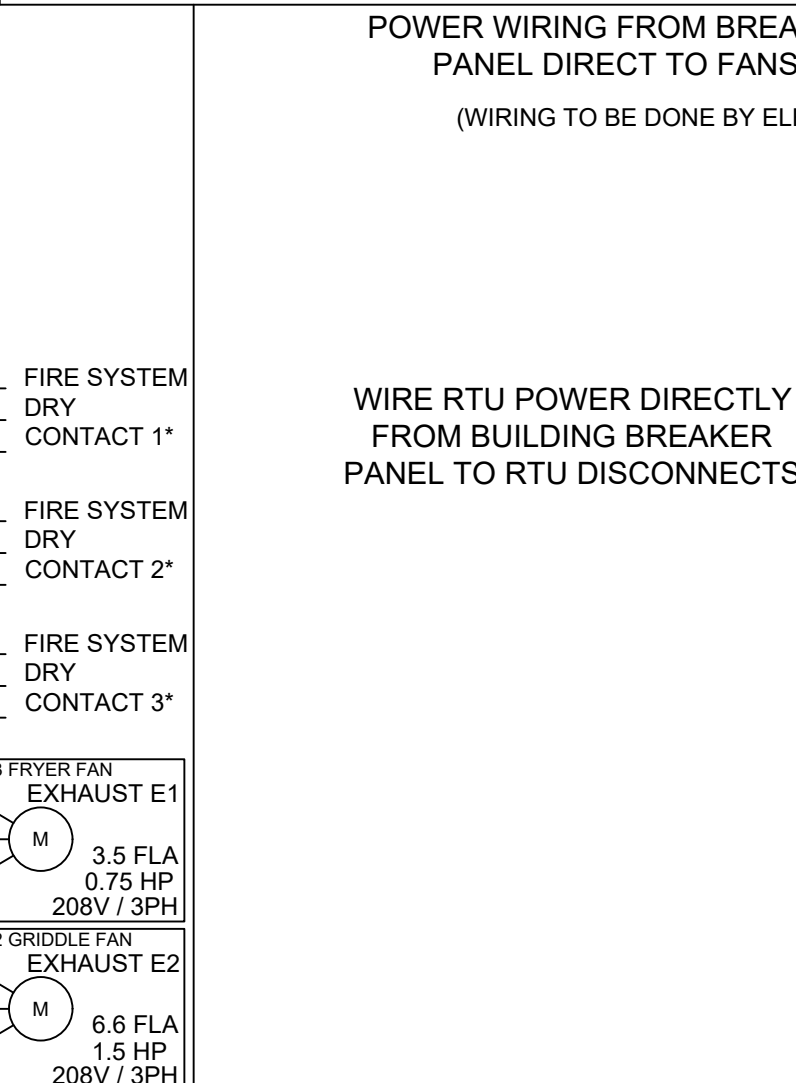 POWER WIRING FROM
PANEL DIRECT TO FANS
(WIRING TO BE DONE BY
FIRE SYSTEM
DRY
CONTACT 1*
WIRE RTU POWER DIRECTLY
FROM BUILDING BREAKER
PANEL TO RTU DISCONNECTS
FIRE SYSTEM
DRY
CONTACT 2*
FIRE SYSTEM
DRY
CONTACT 3*
FRYER FAN
EXHAUST E1
M
3.5 FLA
0.75 HP
208V / 3PH
GRIDDLE FAN
EXHAUST E2
M
6.6 FLA
1.5 HP
208V / 3PH